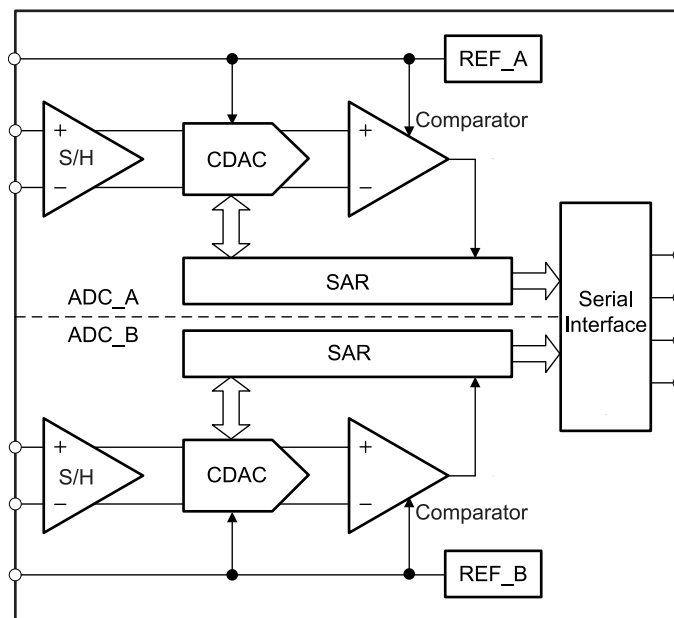 REF_A
+
+
Comparator
S/H
CDAC
−
−
SAR
ADC_A
Serial
Interface
ADC_B
SAR
+
+
S/H
CDAC
−
−
Comparator
REF_B